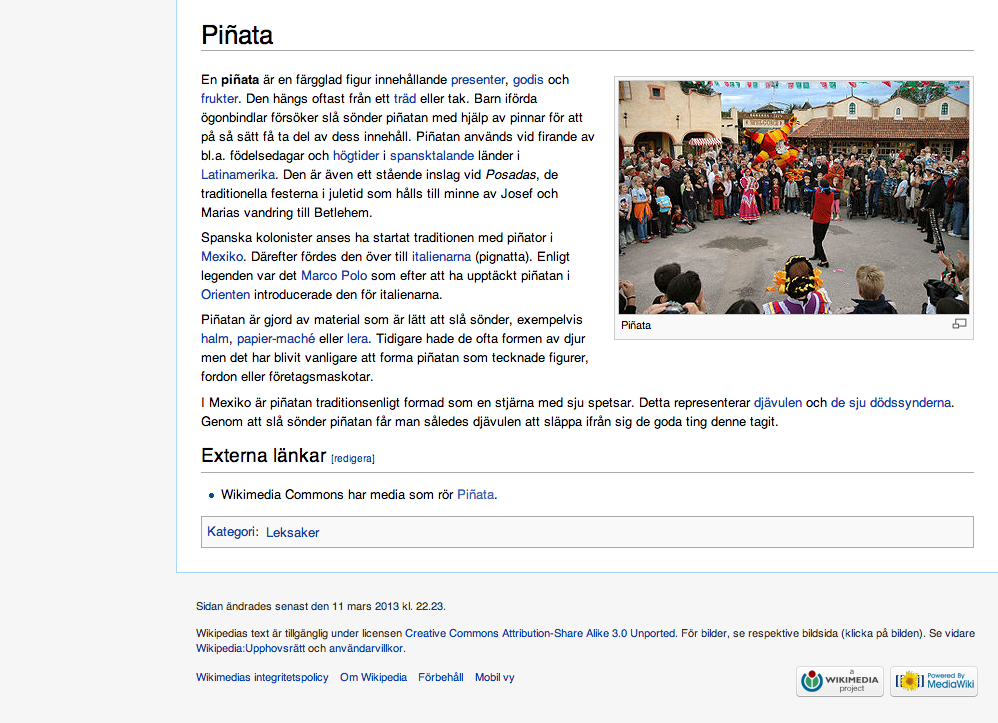 Piñata
En piñata är en färgglad figur innehållande presenter, godis och
frukter. Den hängs oftast från ett träd eller tak. Barn iförda
ögonbindlar försöker slå sönder piñatan med hjälp av pinnar för att
på så sätt få ta del av dess innehåll. Piñatan används vid firande av
bl.a. födelsedagar och högtider i spansktalande länder i
Latinamerika. Den är även ett stående inslag vid Posadas, de
traditionella festerna i juletid som hålls till minne av Josef och
Marias vandring till Betlehem.
Spanska kolonister anses ha startat traditionen med piñator i
Mexiko. Därefter fördes den över till italienarna (pignatta). Enligt
legenden var det Marco Polo som efter att ha upptäckt piñatan i
Orienten introducerade den för italienarna.
Piñatan är gjord av material som är lätt att slå sönder, exempelvis
halm, papier-maché eller lera. Tidigare hade de ofta formen av djur
men det har blivit vanligare att forma piñatan som tecknade figurer,
fordon eller företagsmaskotar.
WELCOME
Piñata
I Mexiko är piñatan traditionsenligt formad som en stjärna med sju spetsar. Detta representerar djävulen och de sju dödssynderna.
Genom att slå sönder piñatan får man således djävulen att släppa ifrån sig de goda ting denne tagit.
Externa länkar [redigera]
• Wikimedia Commons har media som rör Piñata.
Kategori: Leksaker
Sidan ändrades senast den 11 mars 2013 kl. 22.23.
Wikipedias text är tillgänglig under licensen Creative Commons Attribution-Share Alike 3.0 Unported. För bilder, se respektive bildsida (klicka på bilden). Se vidare
Wikipedia:Upphovsrätt och användarvillkor.
Wikimedias integritetspolicy Om Wikipedia Förbehåll Mobil vy
a
WIKIMEDIA
project
Powered By
MediaWiki